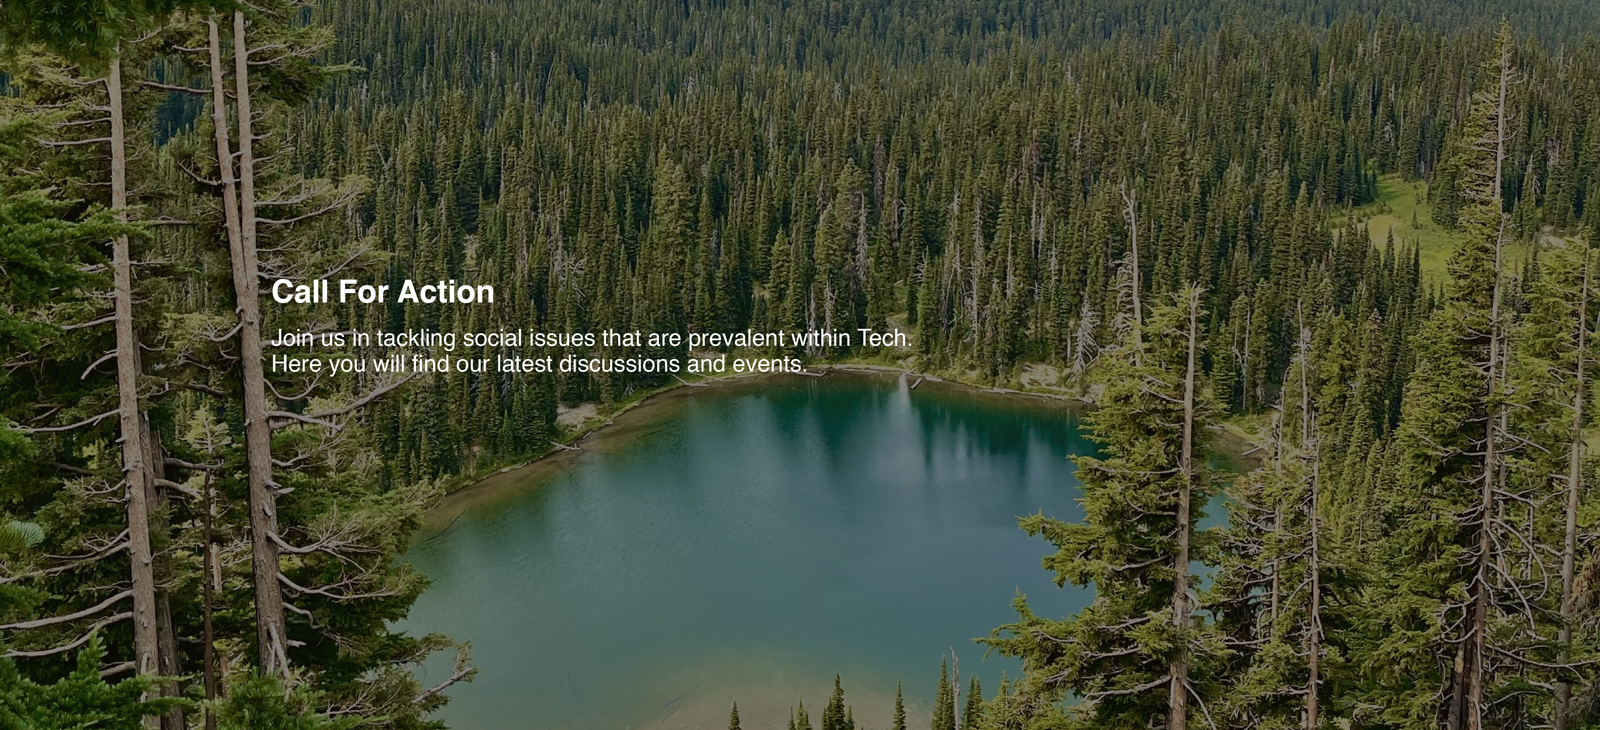 Call For Action
Join us in tackling social issues that are prevalent within Tech.
Here you will find our latest discussions and events.